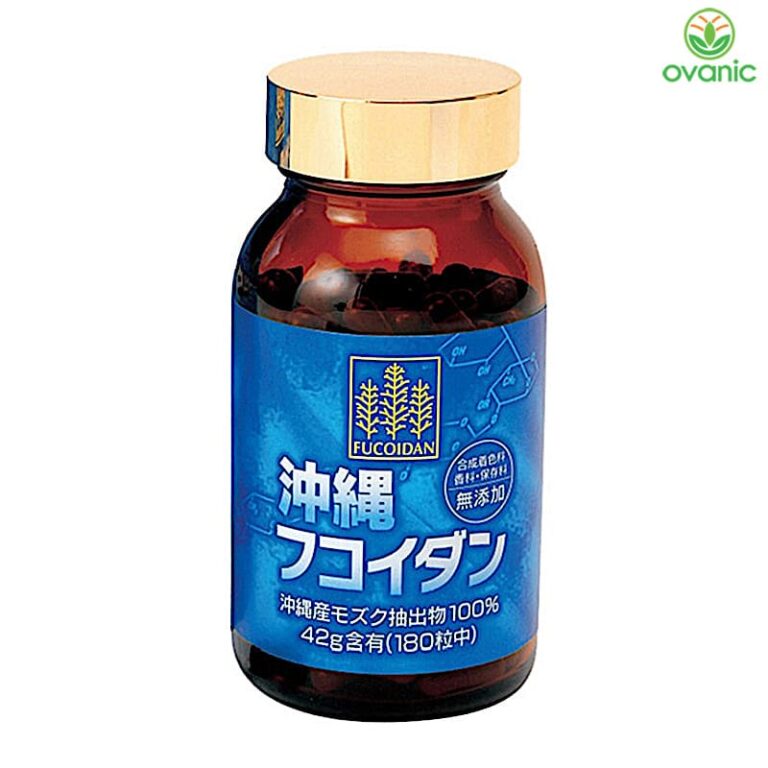 ovanic
FUCOIDAN
合成着色料
香料・保存料
無添加
沖縄
フコイダン
沖縄産モズク抽出物100%
42g含有(180粒中)
OH